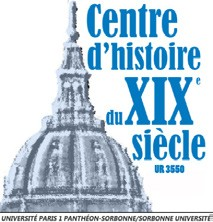 Centre
d'histoire
du XIXe
siècle
UR 3550
UNIVERSITÉ PARIS 1 PANTHÉON-SORBONNE/SORBONNE UNIVERSITÉ